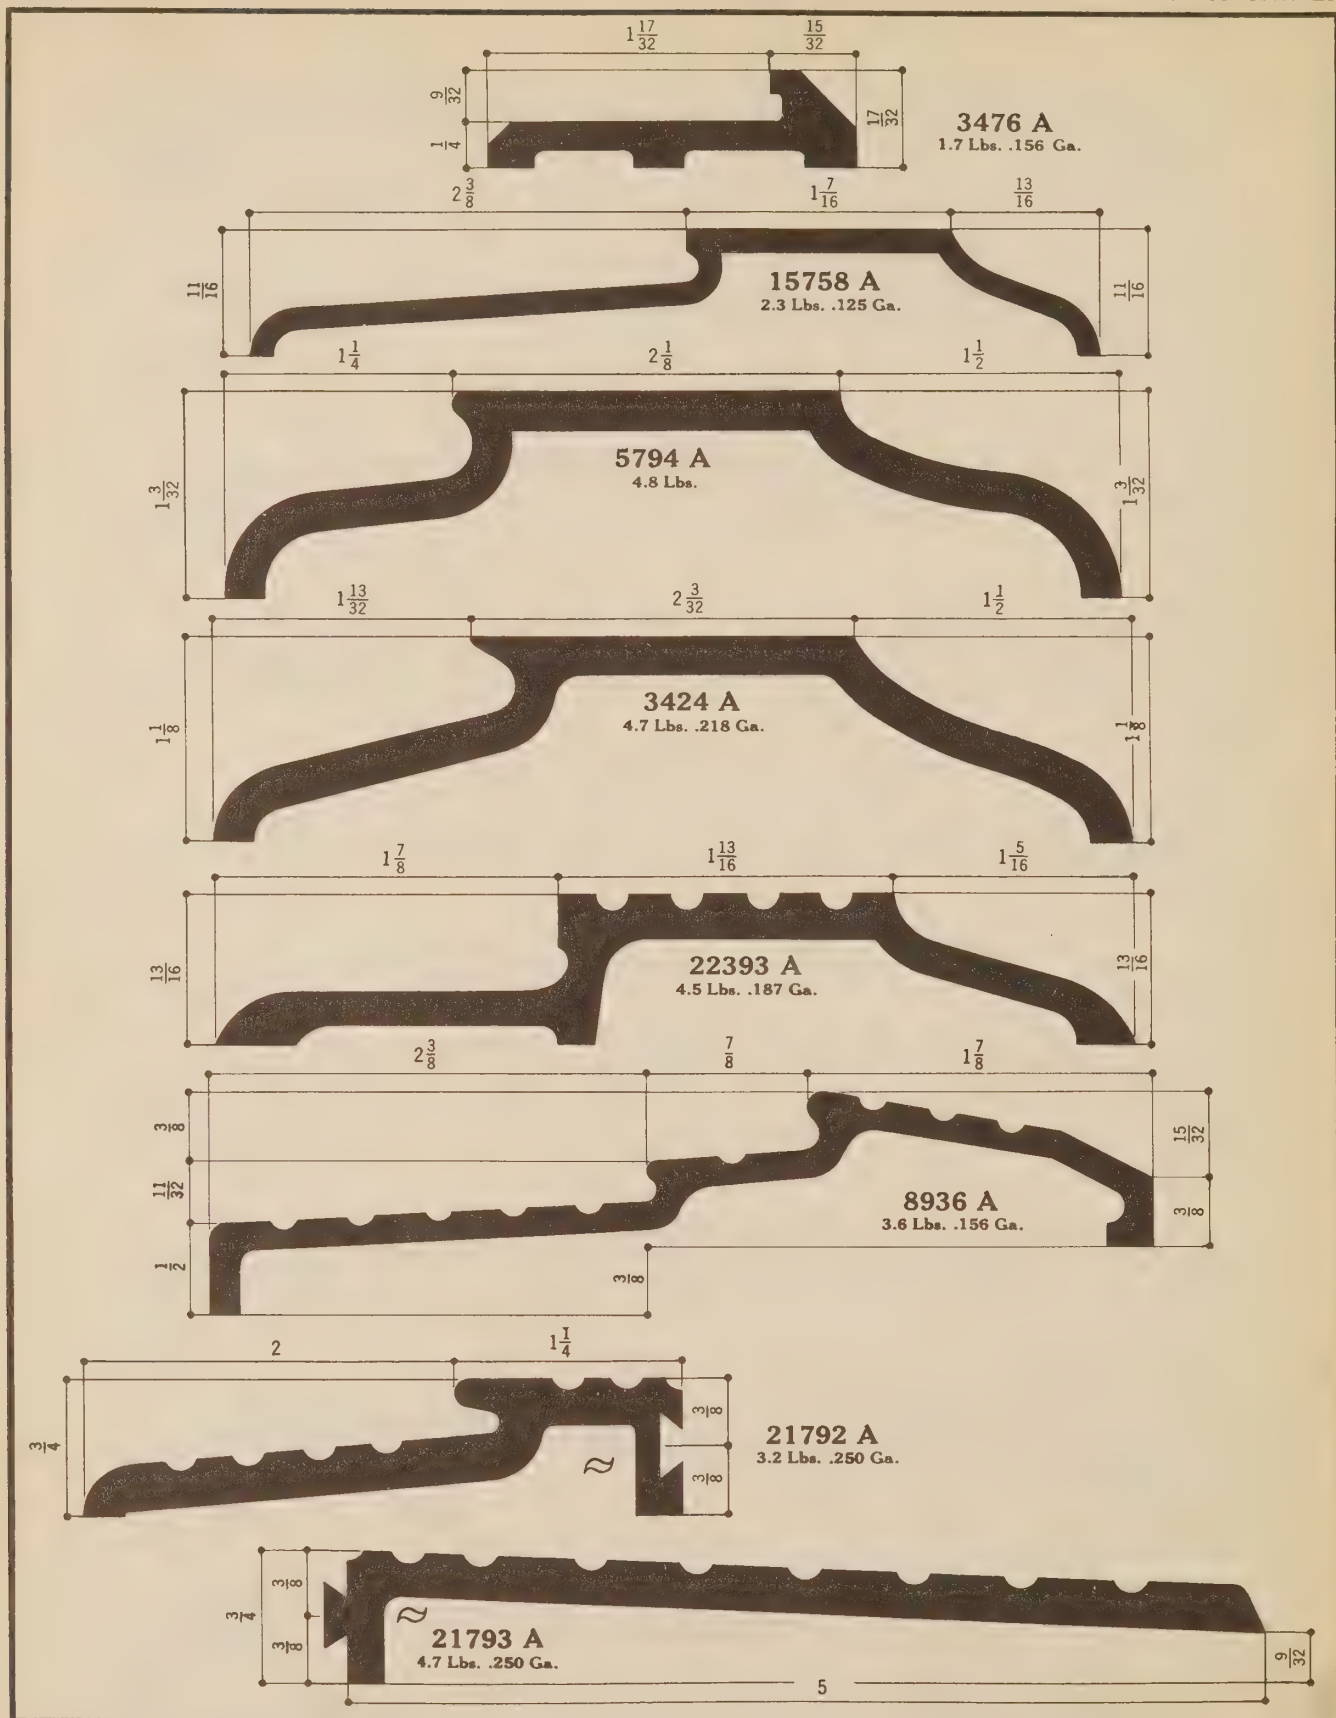 1 17/32 15/32
9/32
1/4
17/32
3476 A
1.7 Lbs. .156 Ga.
2 3/8 1 7/16 13/16
11/16
11/16
15758 A
2.3 Lbs. .125 Ga.
1 1/4 2 1/8 1 1/2
1 3/32
1 3/32
5794 A
4.8 Lbs.
1 13/32 2 3/32 1 1/2
1 1/8
1 1/8
3424 A
4.7 Lbs. .218 Ga.
1 7/8 1 13/16 1 5/16
13/16
13/16
22393 A
4.5 Lbs. .187 Ga.
2 3/8 7/8 1 7/8
3/8
11/32
1/2
15/32
3/8
8936 A
3.6 Lbs. .156 Ga.
3/8
2 1 1/4
3/4
3/8
3/8
21792 A
3.2 Lbs. .250 Ga.
≈
3/4
3/8
3/8
≈
21793 A
4.7 Lbs. .250 Ga.
9/32
5